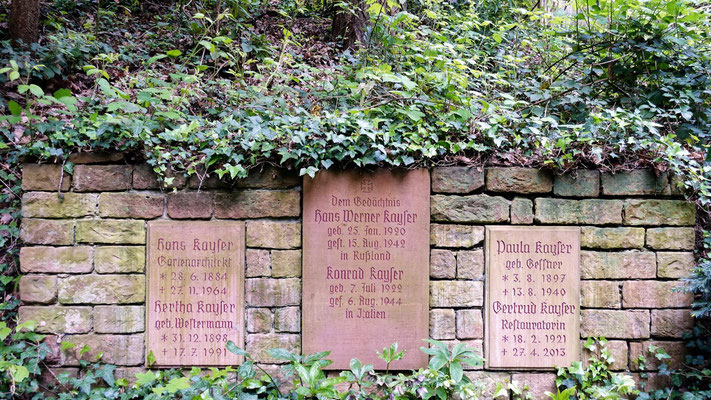 Hans Kayser
Gartenarchitekt
* 28. 6. 1884
+ 27. 11. 1964
Hertha Kayser
geb. Westermann
* 31. 12. 1898
+ 17. 7. 1991
Dem Gedächtnis
Hans Werner Kayser
geb. 25. Jan. 1920
gest. 15. Aug. 1942
in Rußland
Konrad Kayser
geb. 7. Juli 1922
gef. 6. Aug. 1944
in Italien
Paula Kayser
geb. Gessner
* 3. 8. 1897
+ 13. 8. 1940
Gertrud Kayser
Restauratorin
* 18. 2. 1921
+ 27. 4. 2013